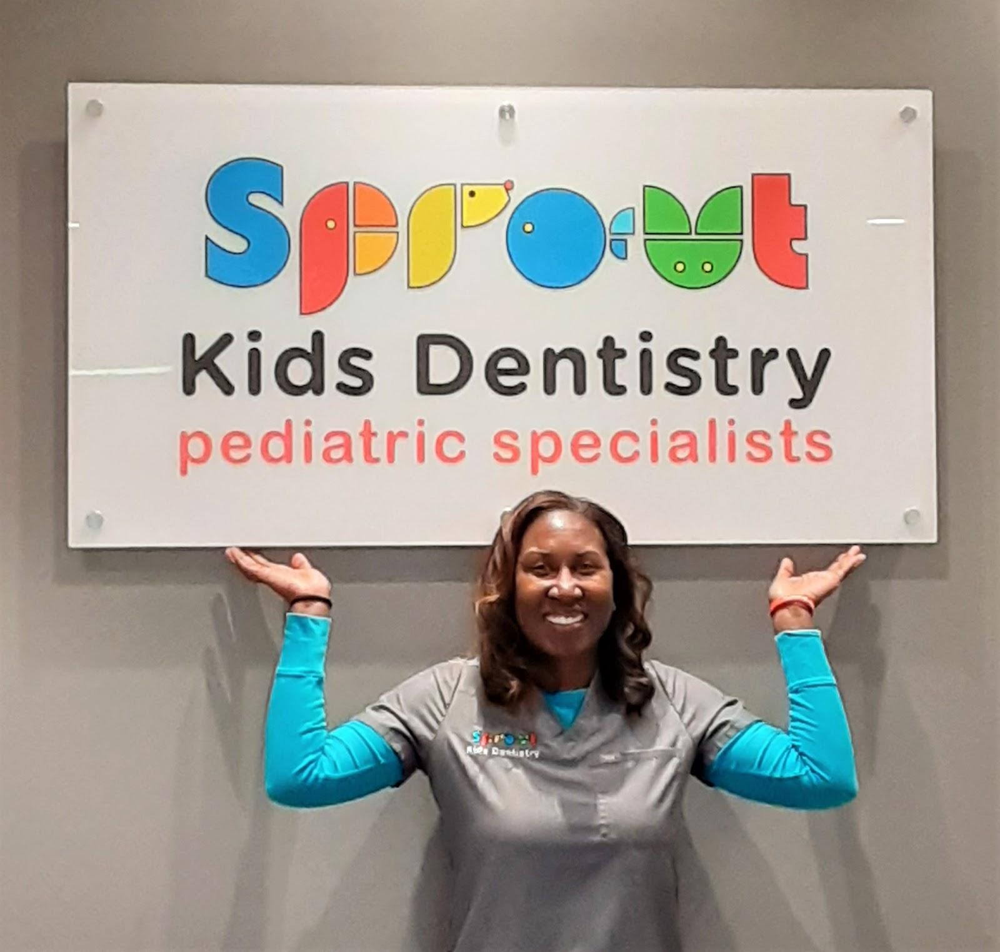 Sprout
Kids Dentistry
pediatric specialists
Sprout
Kids Dentistry